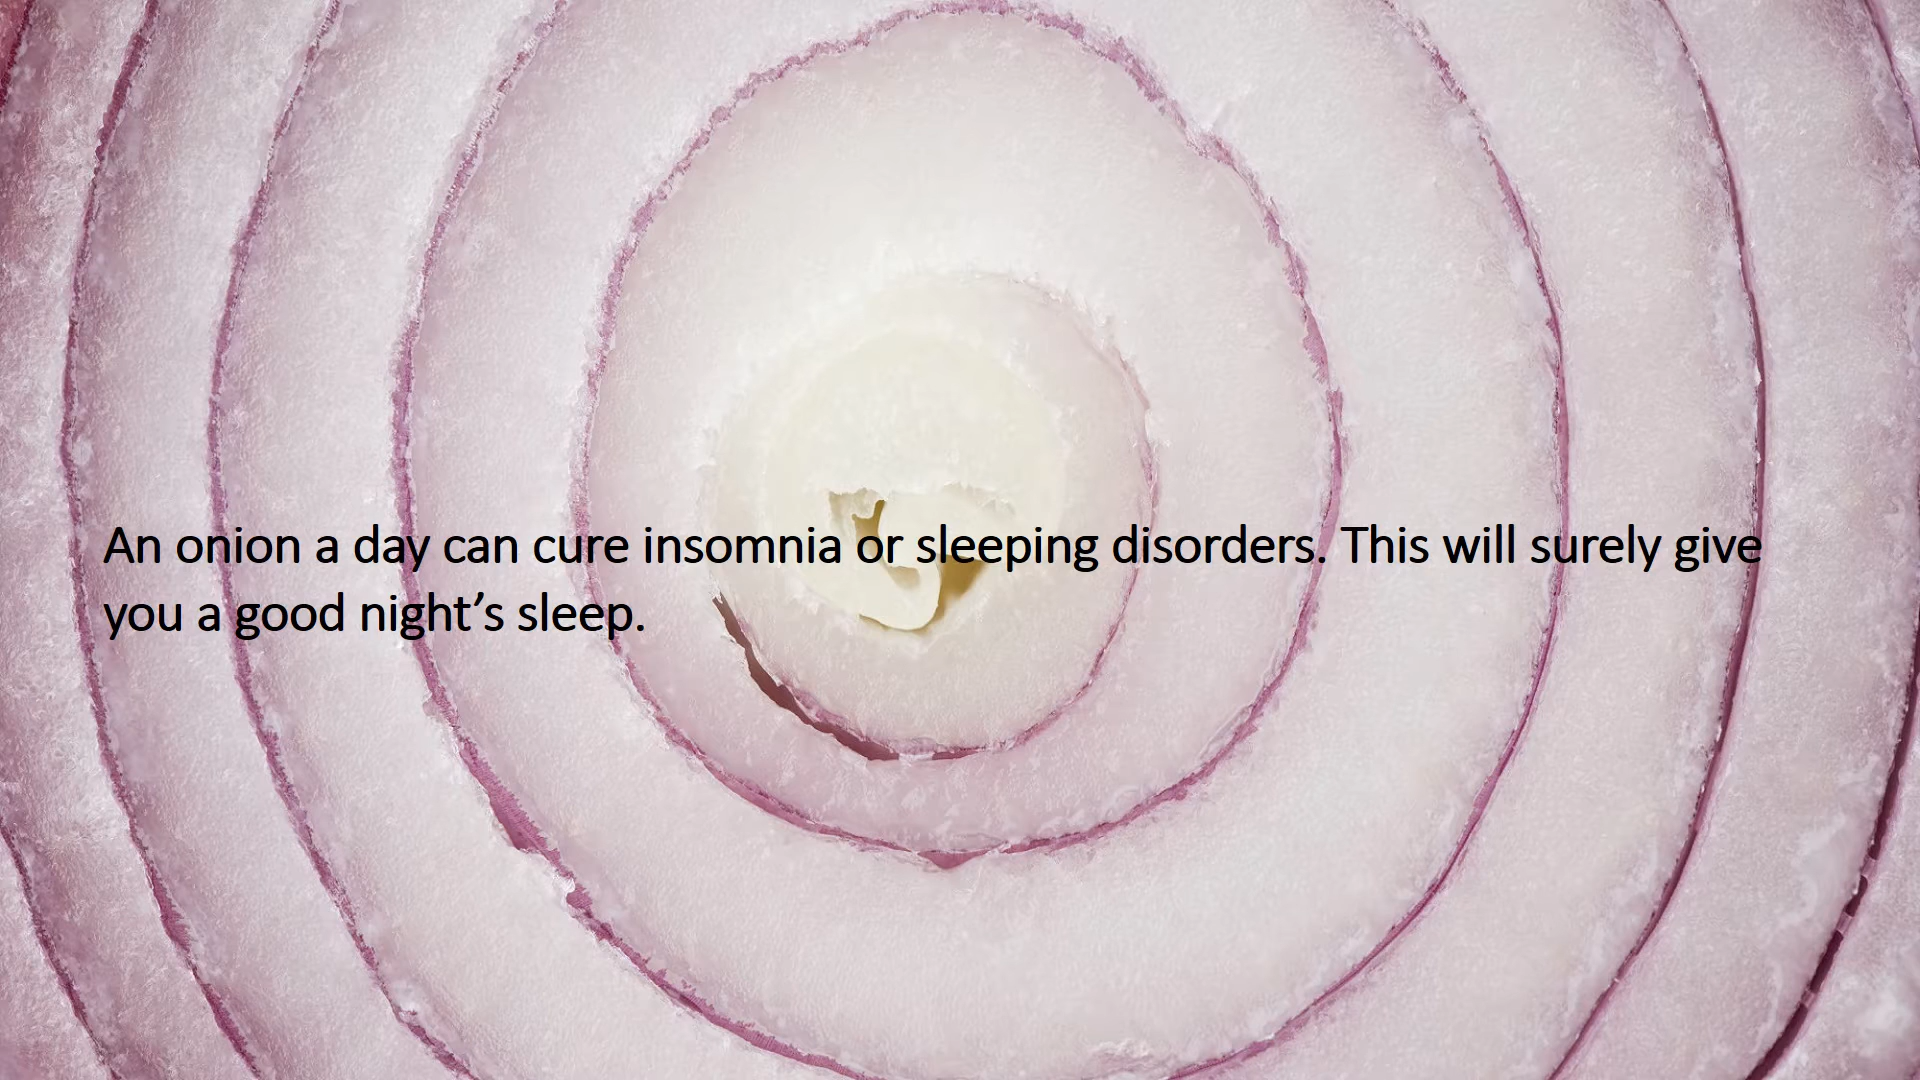 An onion a day can cure insomnia or sleeping disorders. This will surely give
you a good night’s sleep.